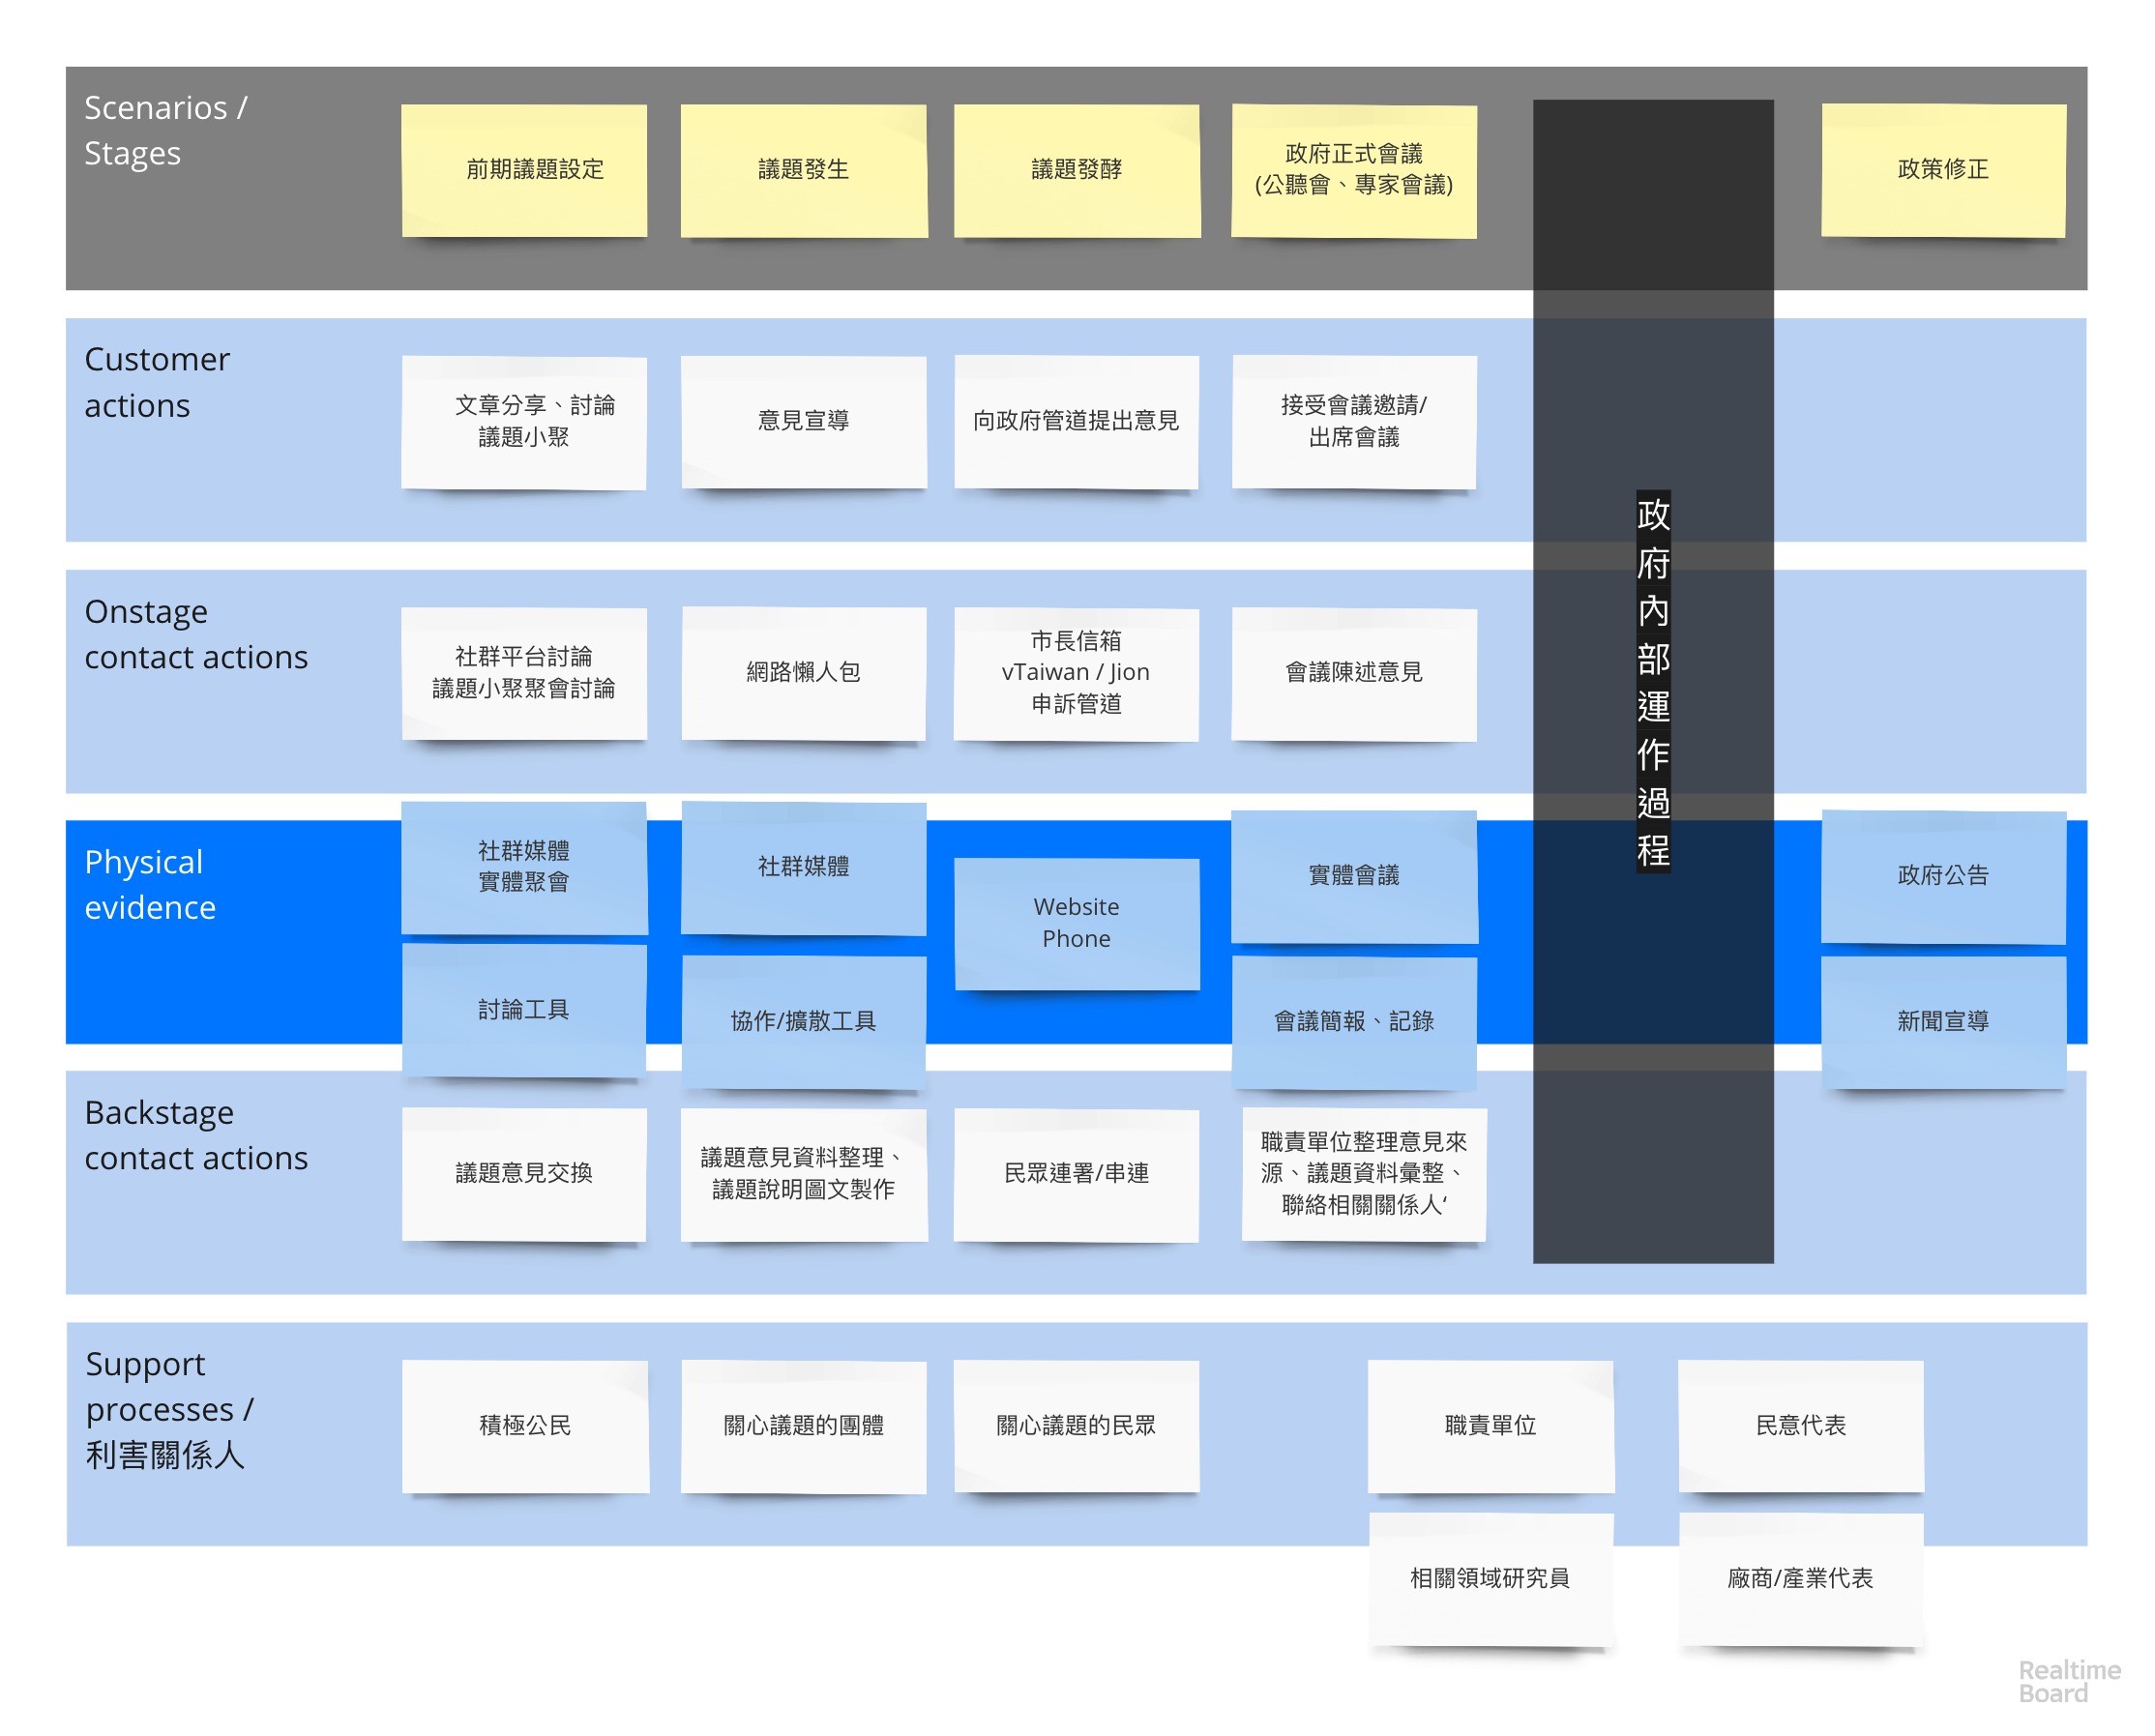 Scenarios /
Stages
前期議題設定
議題發生
議題發酵
政府正式會議
(公聽會、專家會議)
政策修正
Customer
actions
文章分享、討論
議題小聚
意見宣導
向政府管道提出意見
接受會議邀請/
出席會議
政府內部運作過程
Onstage
contact actions
社群平台討論
議題小聚聚會討論
網路懶人包
市長信箱
vTaiwan / Jion
申訴管道
會議陳述意見
Physical
evidence
社群媒體
實體聚會
討論工具
社群媒體
協作/擴散工具
Website
Phone
實體會議
會議簡報、記錄
政府公告
新聞宣導
Backstage
contact actions
議題意見交換
議題意見資料整理、
議題說明圖文製作
民眾連署/串連
職責單位整理意見來
源、議題資料彙整、
聯絡相關關係人‘
Support
processes /
利害關係人
積極公民
關心議題的團體
關心議題的民眾
職責單位
民意代表
相關領域研究員
廠商/產業代表
Realtime
Board